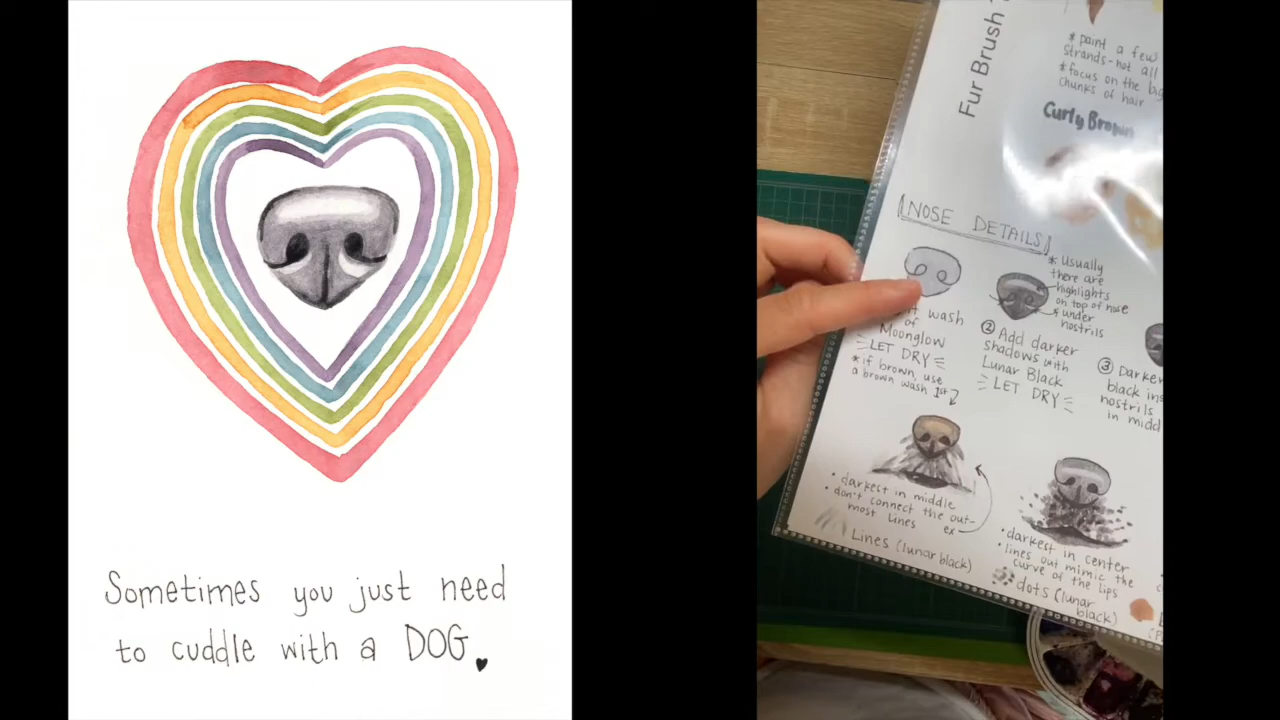 Sometimes you just need
to cuddle with a DOG
Fur Brush
* paint a few
strands-not all
* focus on the big
chunks of hair
Curly Brown
NOSE DETAILS
* Usually
there are
highlights
on top of nose
& under
nostrils
wash
of
Moonglow
LET DRY
* if brown, use
a brown wash 1st
② Add darker
shadows with
Lunar Black
LET DRY
③ Darker
black ins
nostrils
in midd
• darkest in middle
• don't connect the out-
most lines
ex
Lines (lunar black)
• darkest in center
• lines out mimic the
curve of the lips
dots (lunar
black)